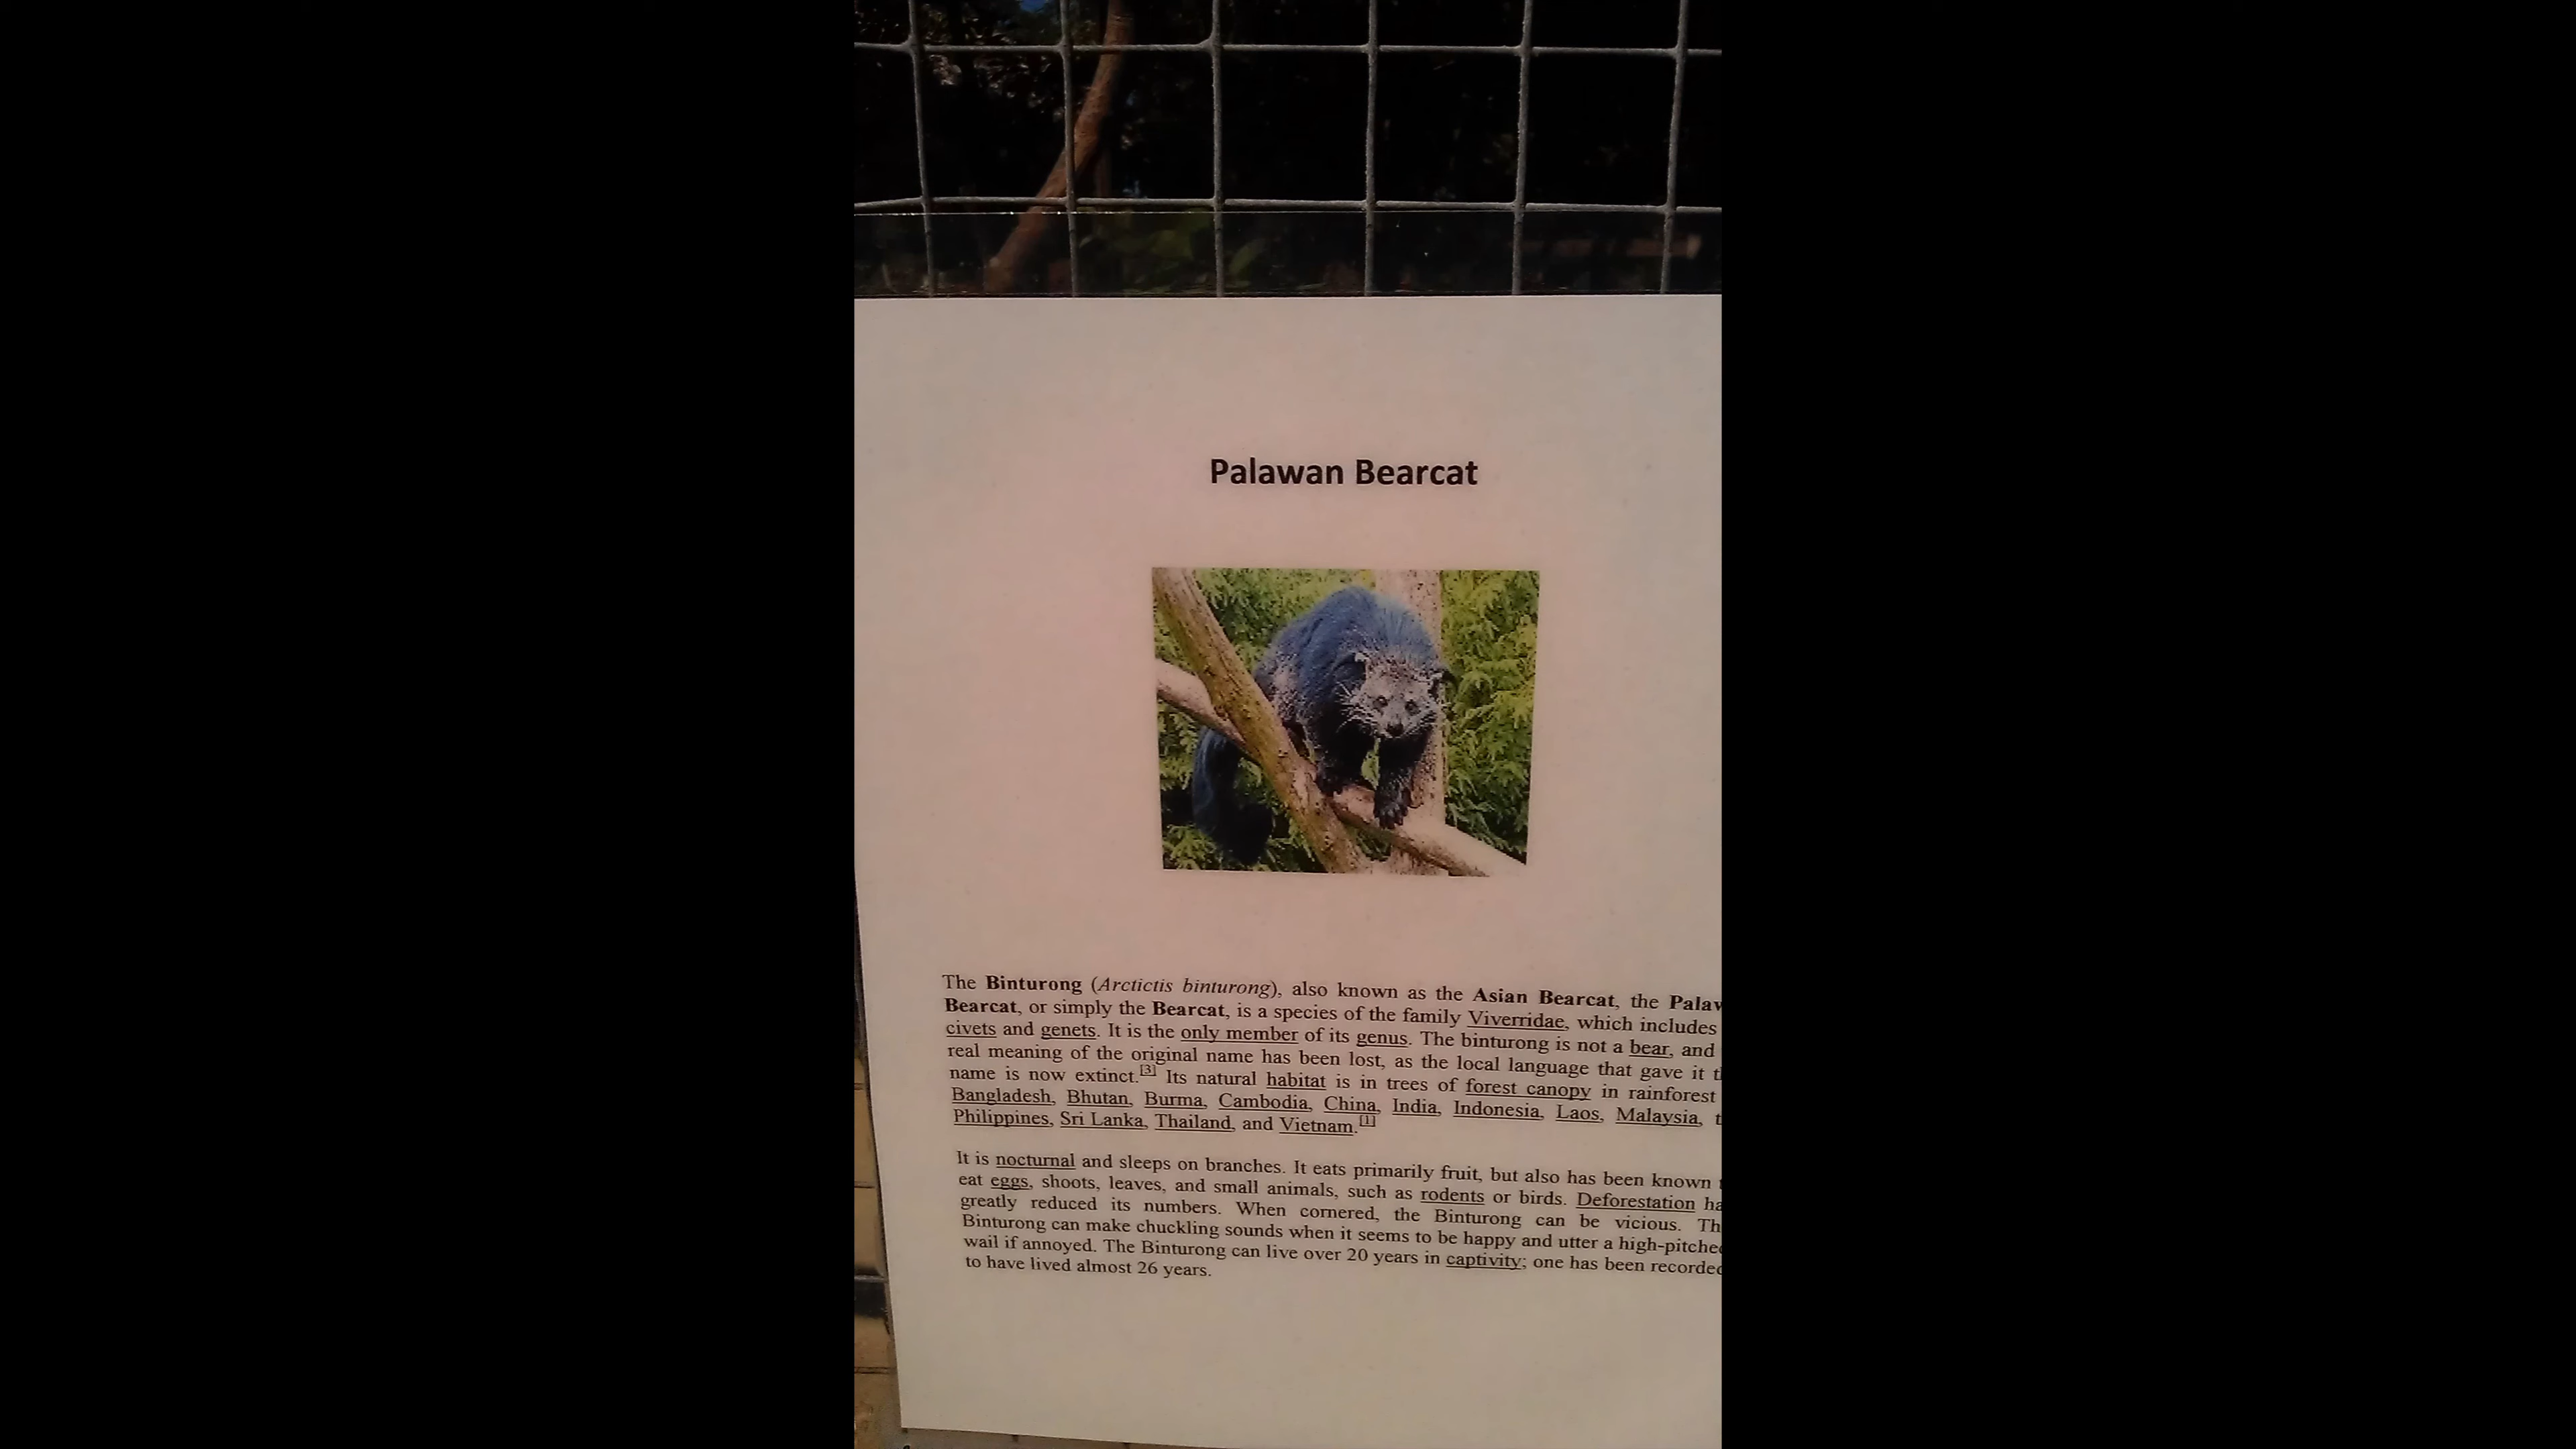 Palawan Bearcat
The Binturong (Arctictis binturong), also known as the Asian Bearcat, the
Bearcat, or simply the Bearcat, is a species of the family Viverridae, which includes
civets and genets. It is the only member of its genus. The binturong is not a bear, and
real meaning of the original name has been lost, as the local language that gave it
name is now extinct.[3] Its natural habitat is in trees of forest canopy in rainforest
Bangladesh, Bhutan, Burma, Cambodia, China, India, Indonesia, Laos, Malaysia,
Philippines, Sri Lanka, Thailand, and Vietnam.[1]
It is nocturnal and sleeps on branches. It eats primarily fruit, but also has been known
eat eggs, shoots, leaves, and small animals, such as rodents or birds. Deforestation
greatly reduced its numbers. When cornered, the Binturong can be vicious.
Binturong can make chuckling sounds when it seems to be happy and utter a
wail if annoyed. The Binturong can live over 20 years in captivity; one has been
to have lived almost 26 years.